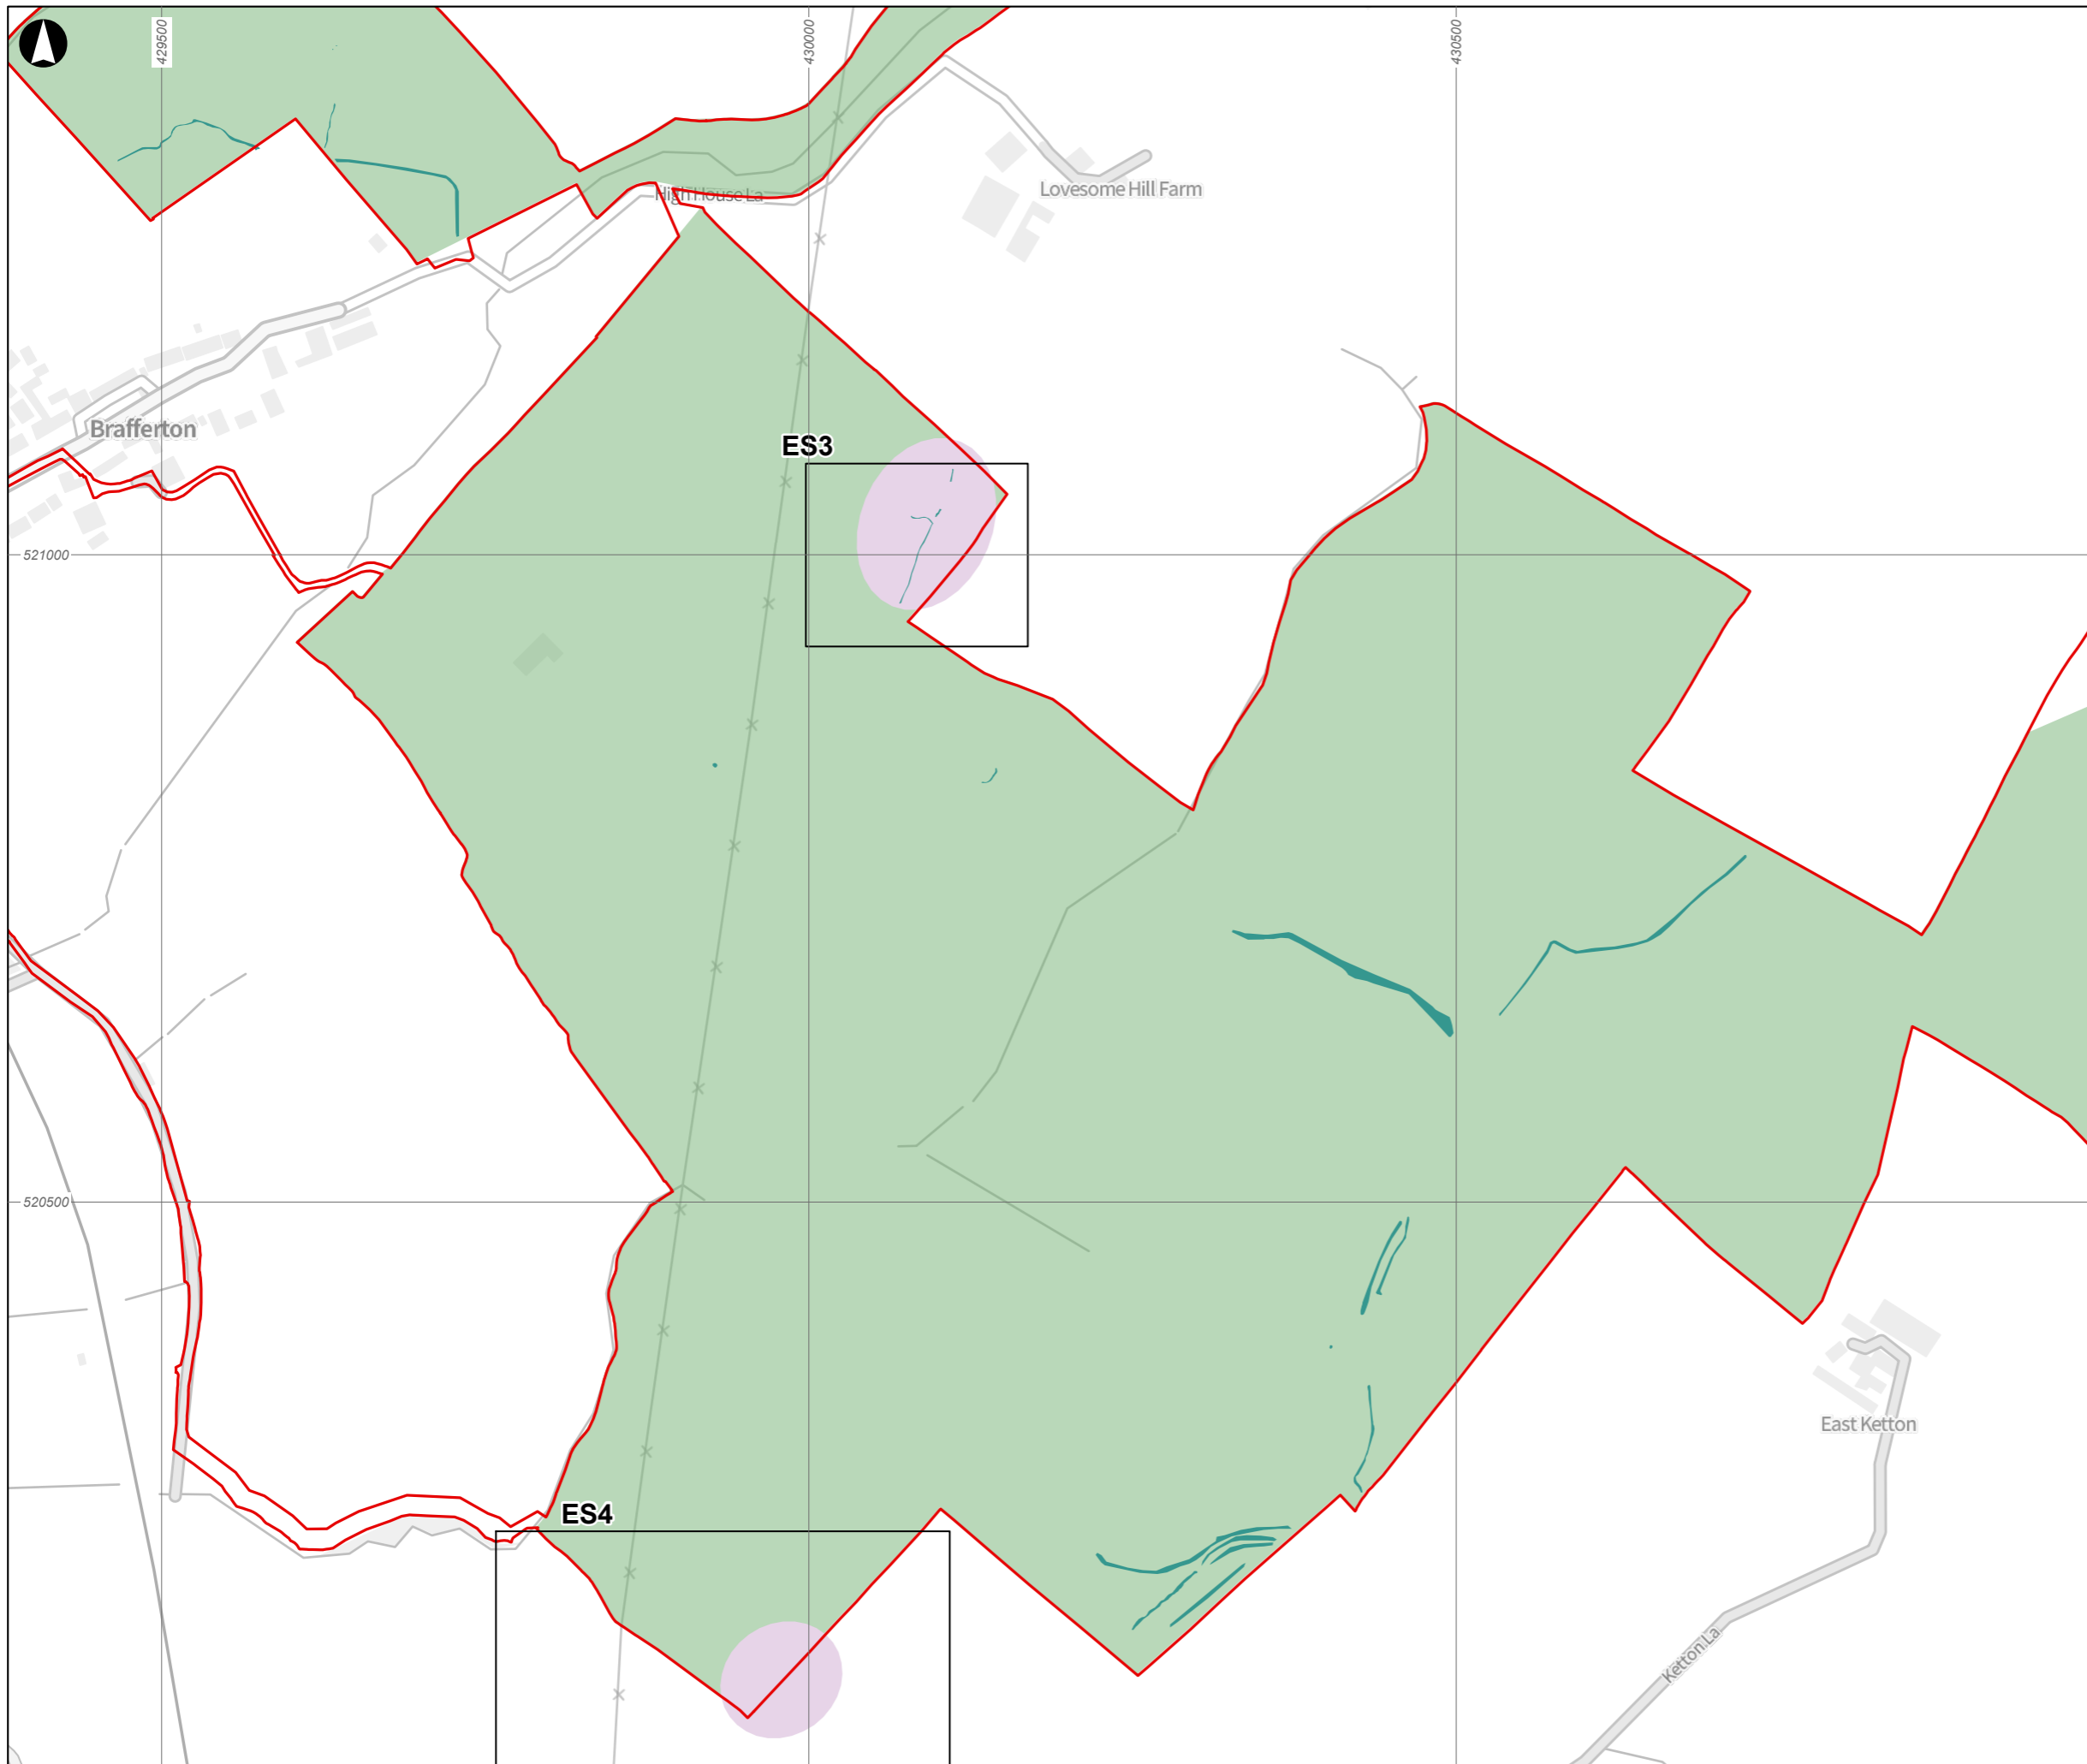 429500
430000
430500
High House La
Lovesome Hill Farm
Brafferton
ES3
521000
520500
East Ketton
ES4
Ketton La